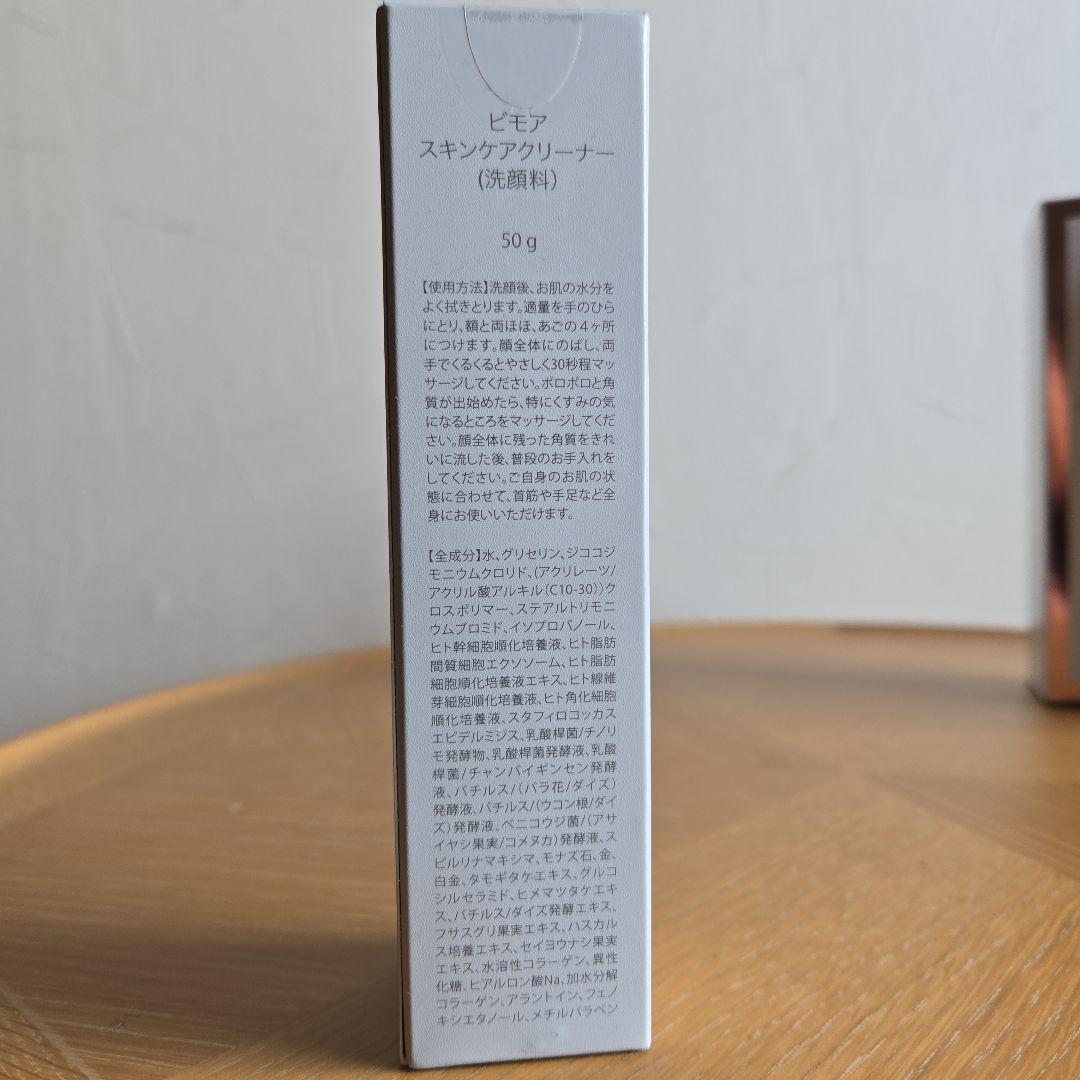 ビモア
スキンケアクリーナー
(洗顔料)
50g
【使用方法】洗顔後、お肌の水分を
よく拭きとります。適量を手のひら
にとり、額と両ほほ、あごの4ヶ所
につけます。顔全体にのばし、両
手でくるくるとやさしく30秒程マッ
サージしてください。ポロポロと角
質が出始めたら、特にくすみの気
になるところをマッサージしてくだ
さい。顔全体に残った角質をきれ
いに流した後、普段のお手入れを
してください。ご自身のお肌の状
態に合わせて、首筋や手足など全
身にお使いいただけます。
【全成分】水、グリセリン、ジココジ
モニウムクロリド、(アクリレーツ/
アクリル酸アルキル(C10-30))ク
ロスポリマー、ステアルトリモニ
ウムブロミド、イソプロパノール、
ヒト幹細胞順化培養液、ヒト脂肪
間質細胞エクソソーム、ヒト脂肪
細胞順化培養液エキス、ヒト線維
芽細胞順化培養液、ヒト角化細胞
順化培養液、スタフィロコッカス
エピデルミジス、乳酸桿菌/チノリ
モ発酵物、乳酸桿菌発酵液、乳酸
桿菌/チャンバイギンセン発酵
液、バチルス/(バラ花/ダイズ)
発酵液、バチルス/(ウコン根/ダイ
ズ)発酵液、ベニコウジ菌/(アサ
イヤシ果実/コメヌカ)発酵液、ス
ピルリナマキシマ、モナズ石、金、
白金、タモギタケエキス、グルコ
シルセラミド、ヒメマツタケエキ
ス、バチルス/ダイズ発酵エキス、
フサスグリ果実エキス、ハスカル
ス培養エキス、セイヨウナシ果実
エキス、水溶性コラーゲン、異性
化糖、ヒアルロン酸Na、加水分解
コラーゲン、アラントイン、フェノ
キシエタノール、メチルパラベン